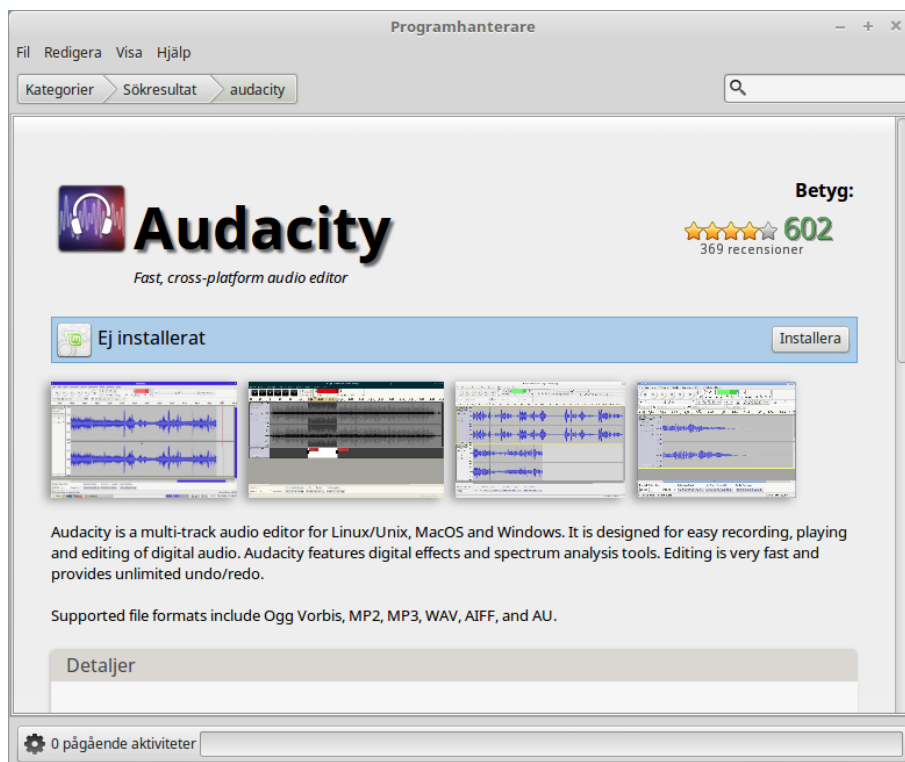 Programhanterare
Fil Redigera Visa Hjälp
Kategorier Sökresultat audacity
Audacity
Fast, cross-platform audio editor
Betyg:
602
369 recensioner
Ej installerat
Installera
Audacity is a multi-track audio editor for Linux/Unix, MacOS and Windows. It is designed for easy recording, playing
and editing of digital audio. Audacity features digital effects and spectrum analysis tools. Editing is very fast and
provides unlimited undo/redo.
Supported file formats include Ogg Vorbis, MP2, MP3, WAV, AIFF, and AU.
Detaljer
0 pågående aktiviteter